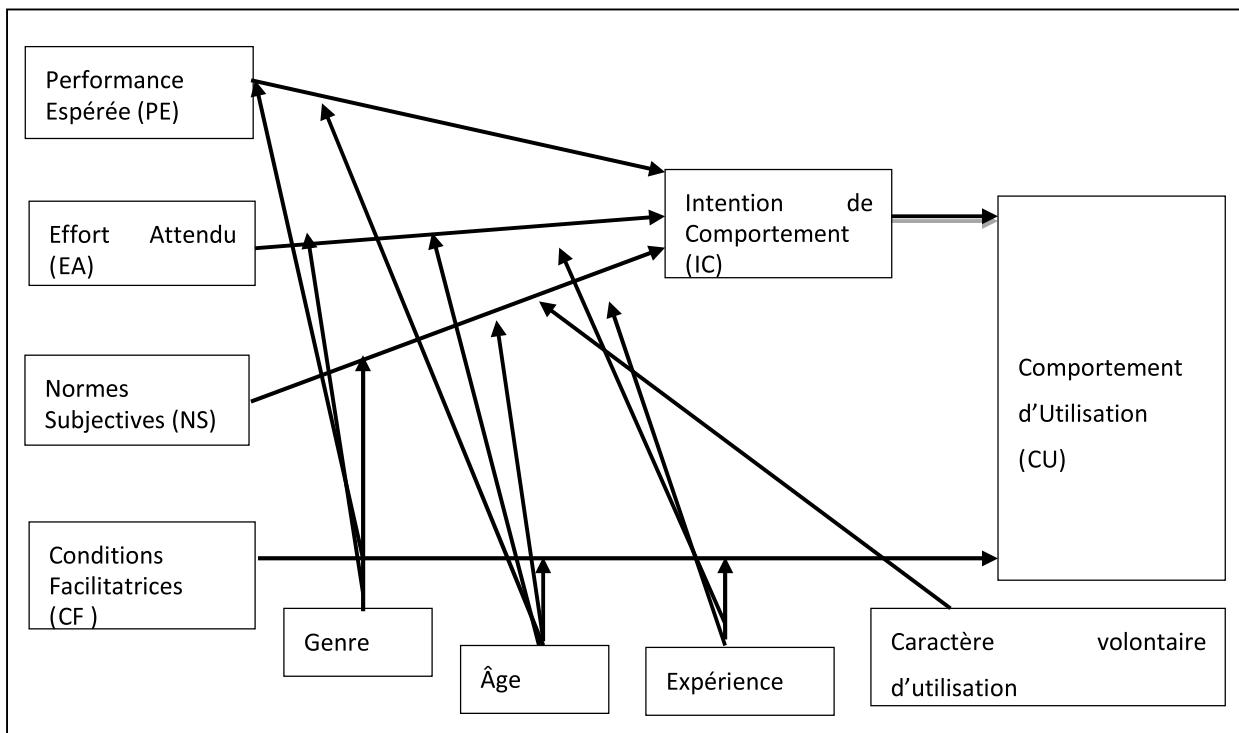 Performance
Espérée (PE)
Effort Attendu
(EA)
Normes
Subjectives (NS)
Conditions
Facilitatrices
(CF )
Intention de
Comportement
(IC)
Comportement
d’Utilisation
(CU)
Genre
Âge
Expérience
Caractère volontaire
d’utilisation